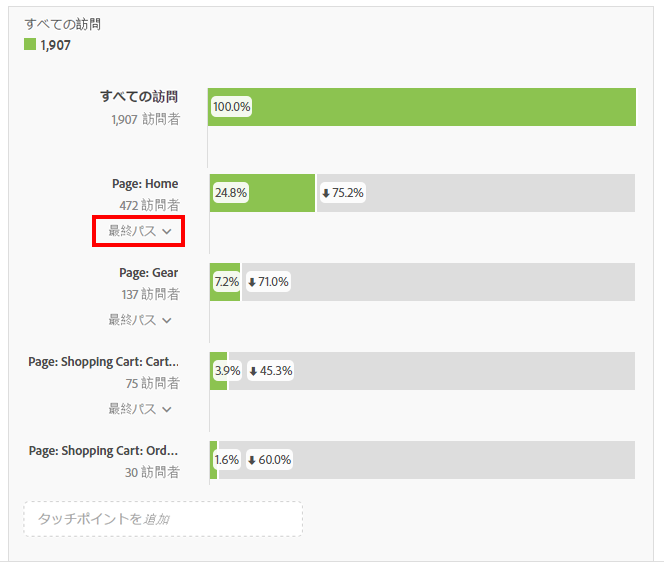 すべての訪問
1,907
すべての訪問
1,907 訪問者
100.0%
Page: Home
472 訪問者
最終パス
24.8%
75.2%
Page: Gear
137 訪問者
最終パス
7.2%
71.0%
Page: Shopping Cart: Cart...
75 訪問者
最終パス
3.9%
45.3%
Page: Shopping Cart: Ord...
30 訪問者
1.6%
60.0%
タッチポイントを追加